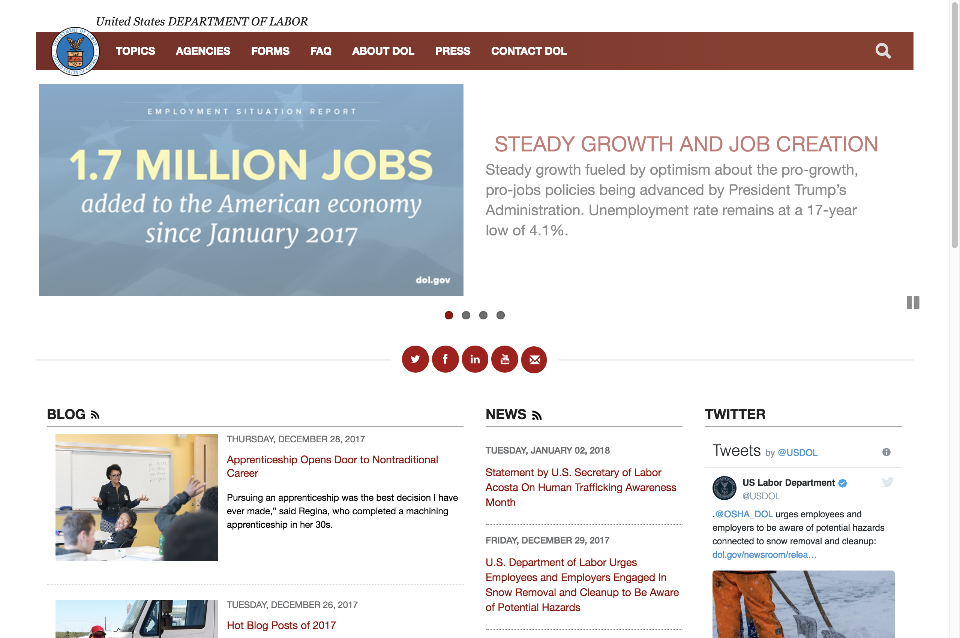 United States DEPARTMENT OF LABOR
TOPICS AGENCIES FORMS FAQ ABOUT DOL PRESS CONTACT DOL
EMPLOYMENT SITUATION REPORT
1.7 MILLION JOBS
added to the American economy
since January 2017
dol.gov
STEADY GROWTH AND JOB CREATION
Steady growth fueled by optimism about the pro-growth,
pro-jobs policies being advanced by President Trump's
Administration. Unemployment rate remains at a 17-year
low of 4.1%.
BLOG
THURSDAY, DECEMBER 28, 2017
Apprenticeship Opens Door to Nontraditional
Career
Pursuing an apprenticeship was the best decision I have
ever made," said Regina, who completed a machining
apprenticeship in her 30s.
TUESDAY, DECEMBER 26, 2017
Hot Blog Posts of 2017
NEWS
TUESDAY, JANUARY 02, 2018
Statement by U.S. Secretary of Labor
Acosta On Human Trafficking Awareness
Month
FRIDAY, DECEMBER 29, 2017
U.S. Department of Labor Urges
Employees and Employers Engaged In
Snow Removal and Cleanup to Be Aware
of Potential Hazards
TWITTER
Tweets by @USDOL
US Labor Department
@USDOL
.@OSHA_DOL urges employees and
employers to be aware of potential hazards
connected to snow removal and cleanup:
dol.gov/newsroom/relea…